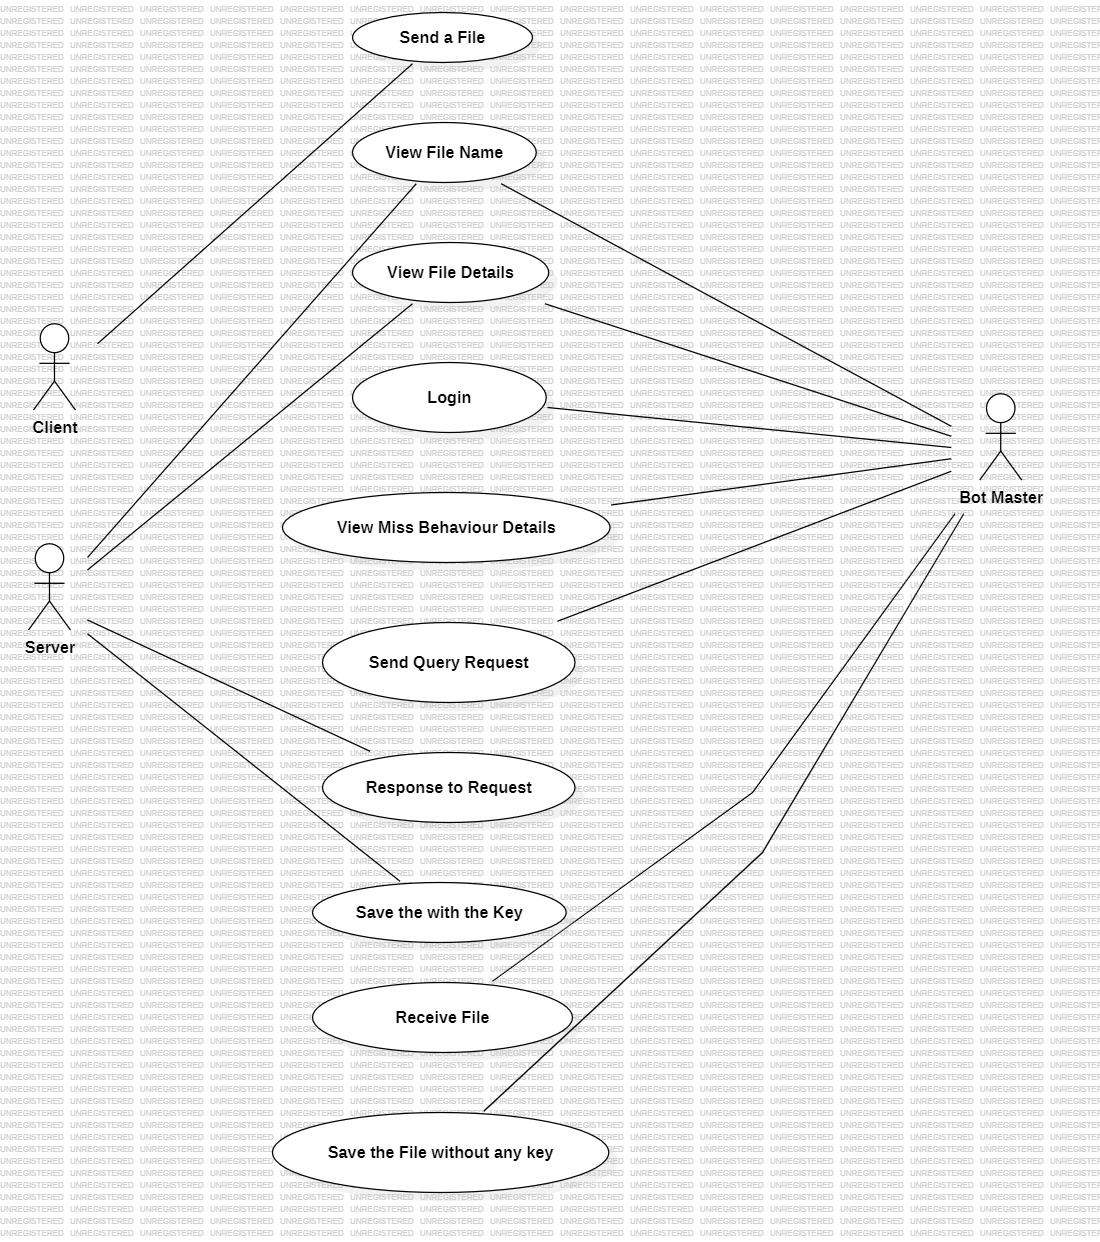 Send a File
View File Name
View File Details
Login
Client
Bot Master
View Miss Behaviour Details
Server
Send Query Request
Response to Request
Save the with the Key
Receive File
Save the File without any key
UNREGISTERED